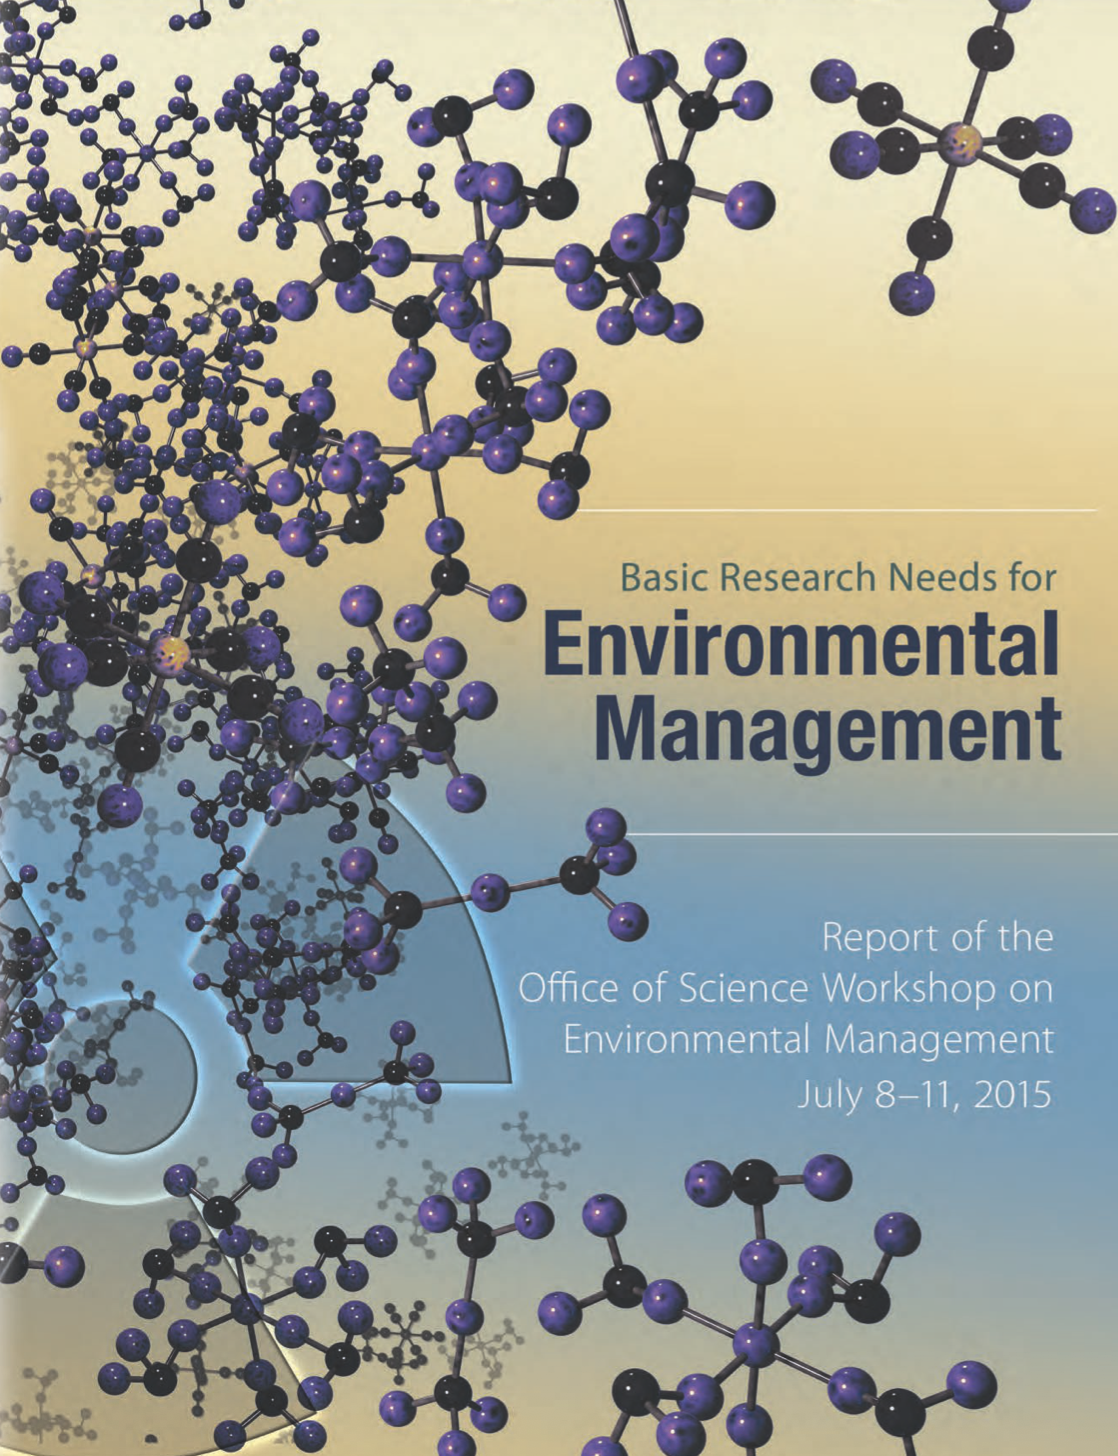 Basic Research Needs for
Environmental
Management
Report of the
Office of Science Workshop on
Environmental Management
July 8–11, 2015